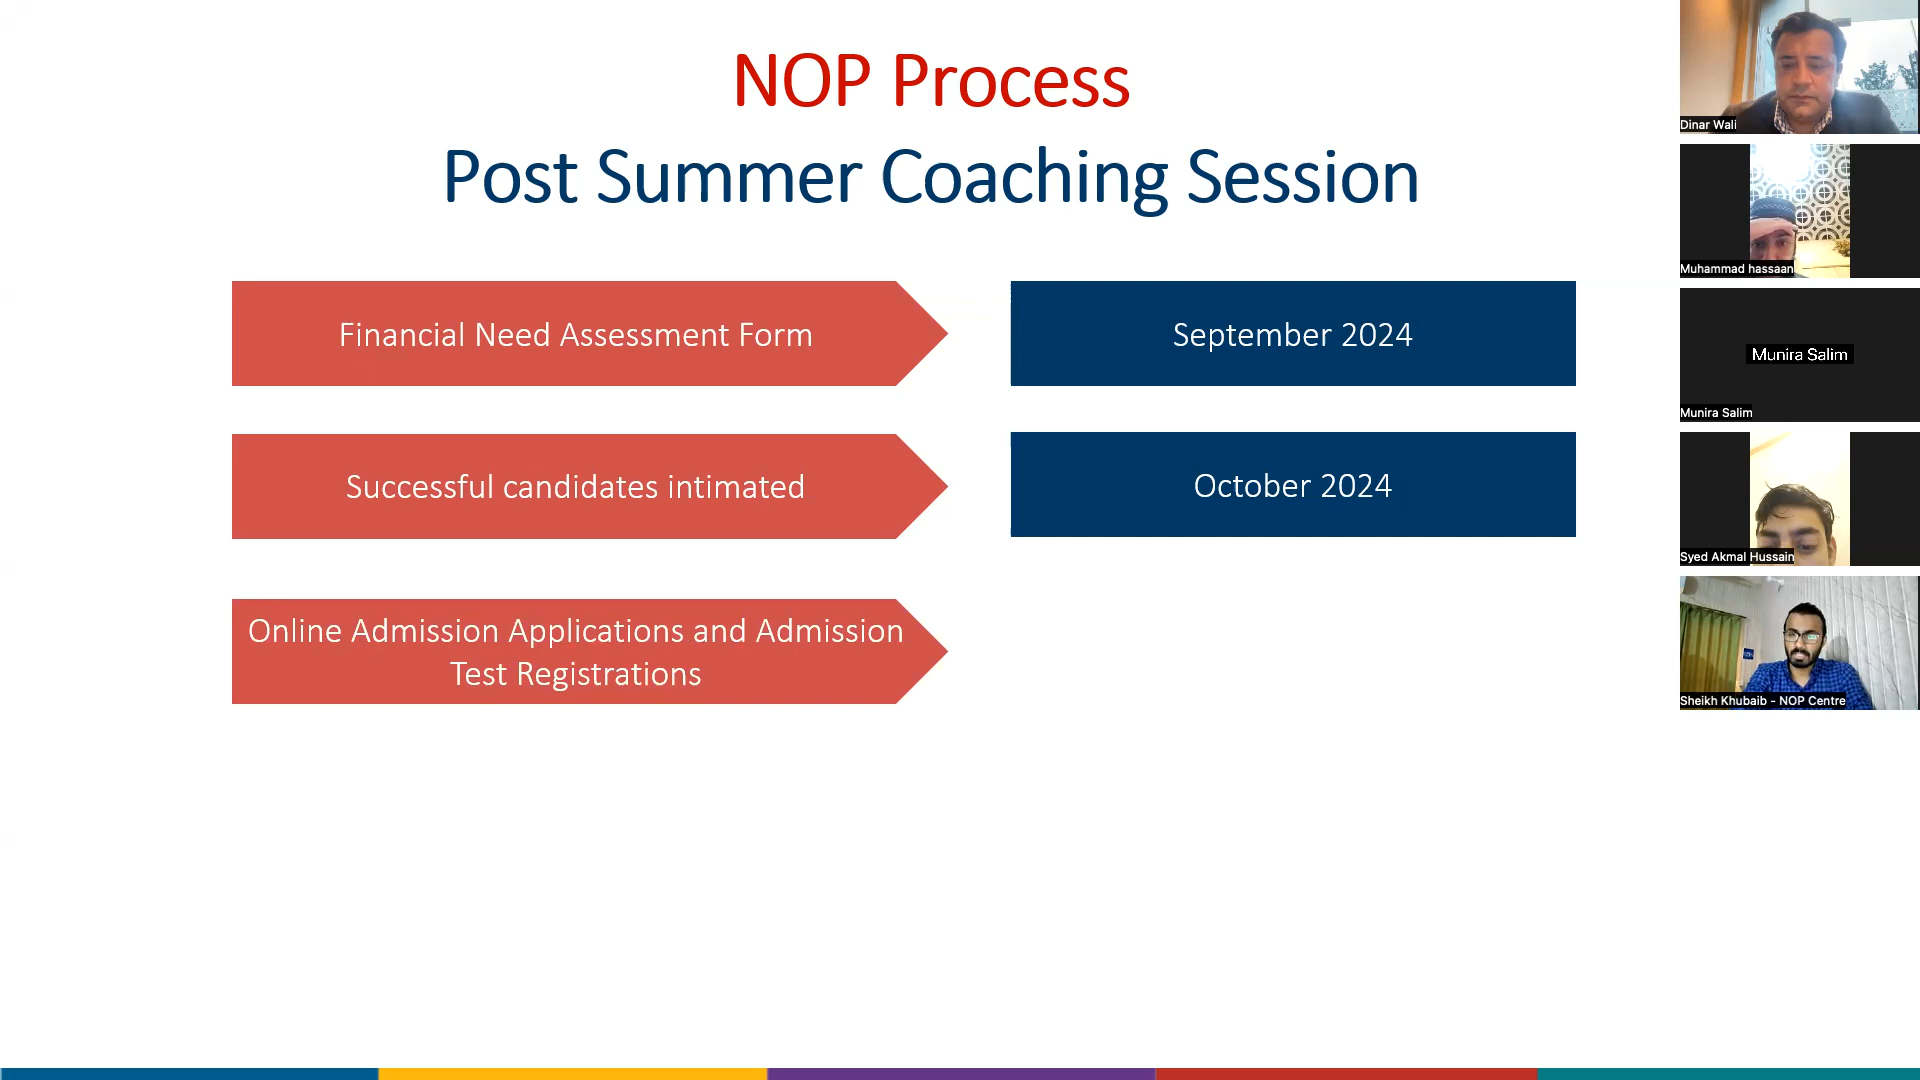 NOP Process
Post Summer Coaching Session
Financial Need Assessment Form
September 2024
Successful candidates intimated
October 2024
Online Admission Applications and Admission
Test Registrations
Dinar Wali
Muhammad hassaan
Munira Salim
Munira Salim
Syed Akmal Hussain
Sheikh Khubaib - NOP Centre